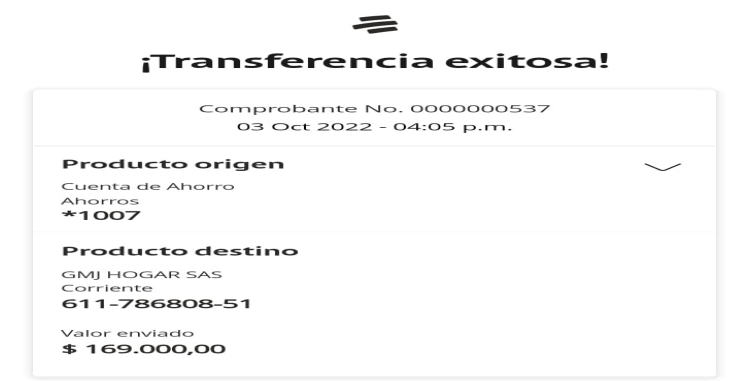 ¡Transferencia exitosa!
Comprobante No. 0000000537
03 Oct 2022 - 04:05 p.m.
Producto origen
Cuenta de Ahorro
Ahorros
*1007
Producto destino
GMJ HOGAR SAS
Corriente
611-786808-51
Valor enviado
$ 169.000,00